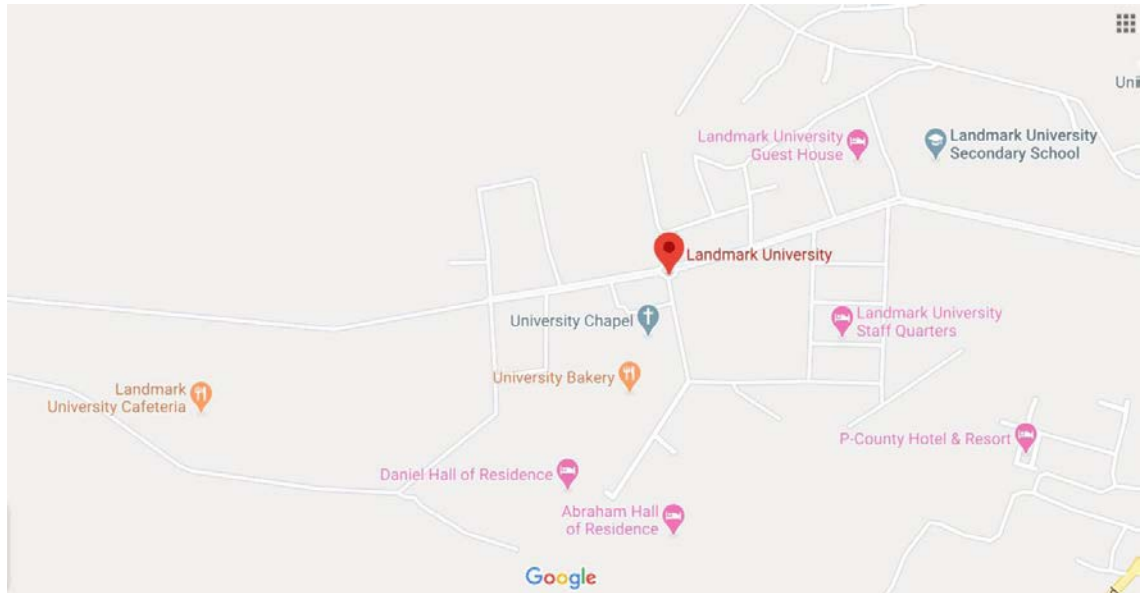 Uni
Landmark University
Guest House
Landmark University
Secondary School
Landmark University
University Chapel
Landmark University
Staff Quarters
University Bakery
Landmark
University Cafeteria
P-County Hotel & Resort
Daniel Hall of Residence
Abraham Hall
of Residence
Google